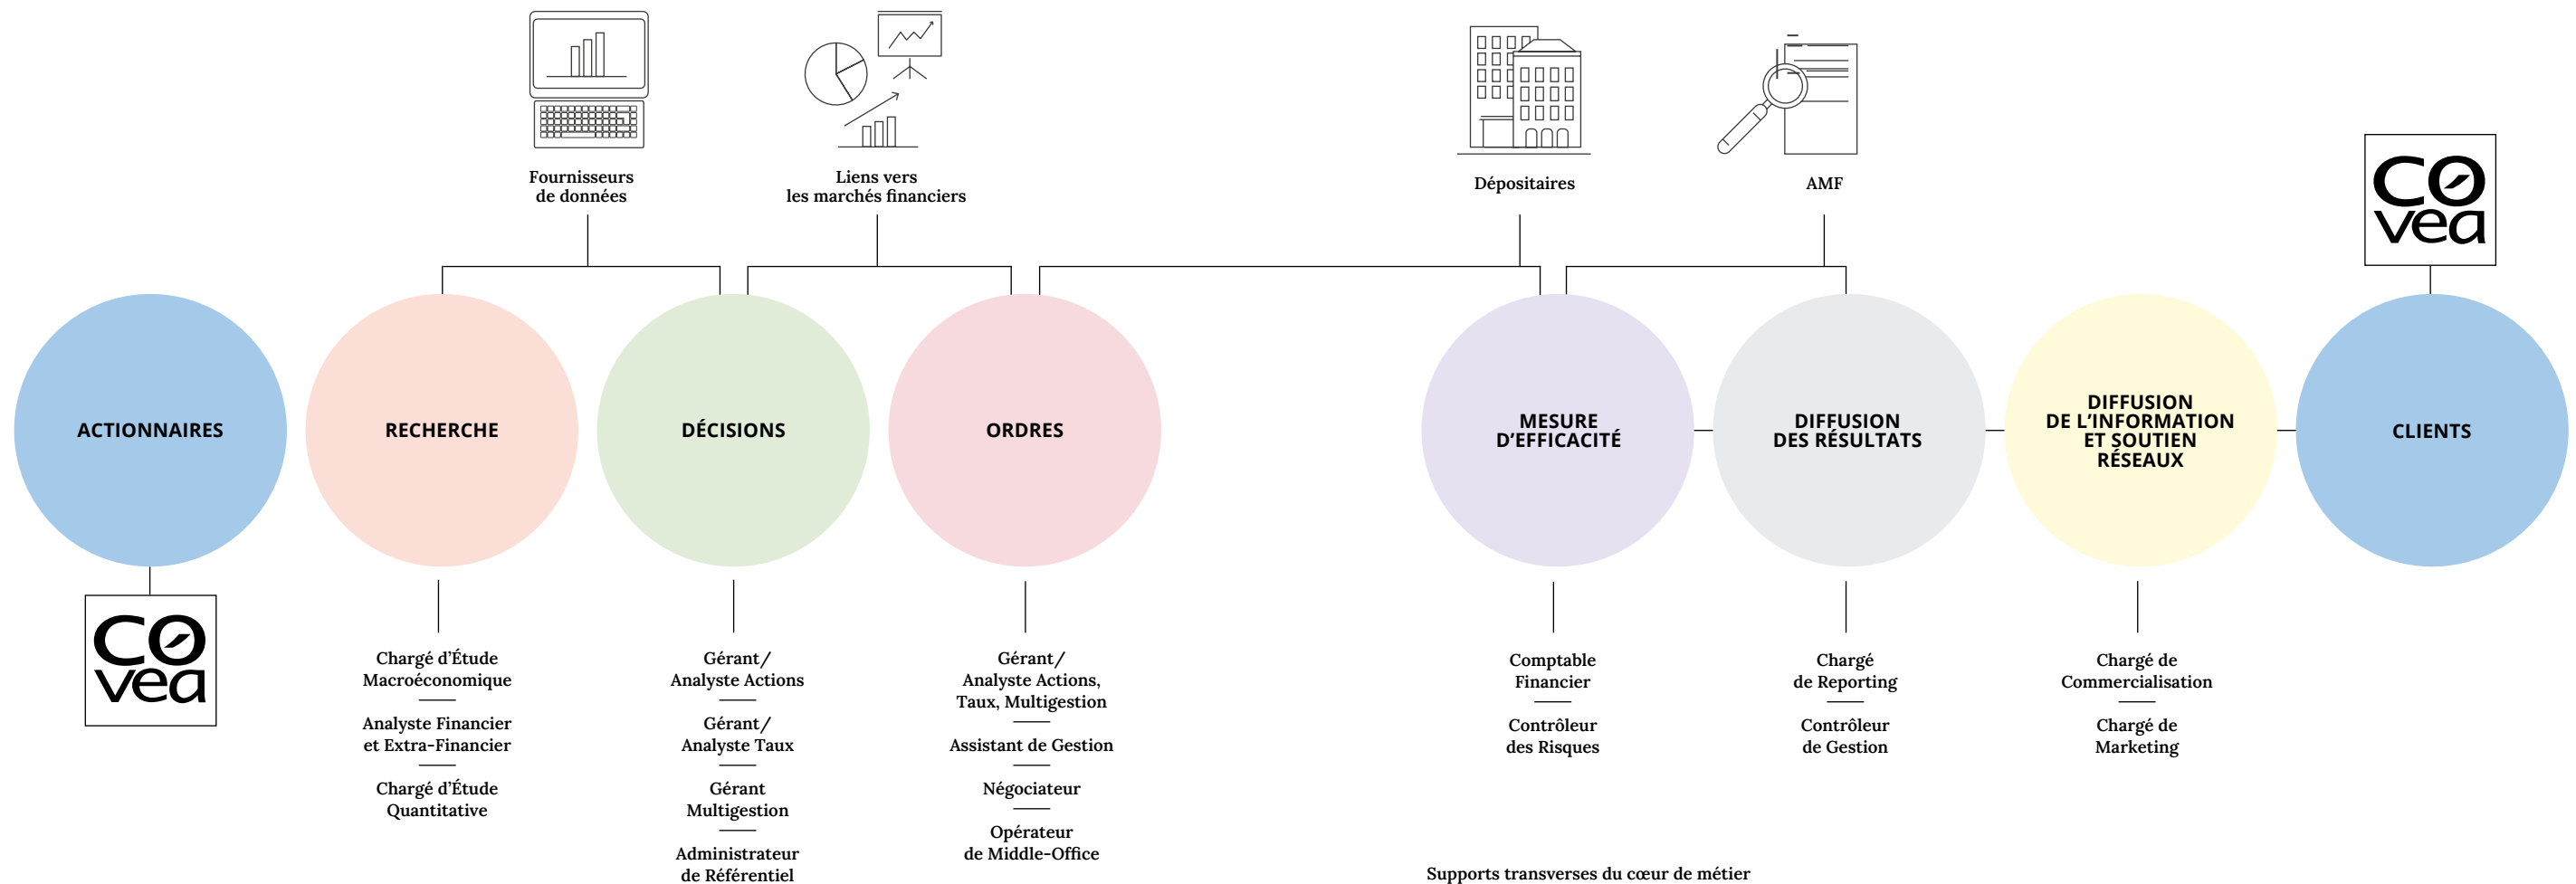 Fournisseurs
de données
Liens vers
les marchés financiers
Dépositaires
AMF
COvéa
ACTIONNAIRES
RECHERCHE
DÉCISIONS
ORDRES
MESURE
D’EFFICACITÉ
DIFFUSION
DES RÉSULTATS
DIFFUSION
DE L’INFORMATION
ET SOUTIEN
RÉSEAUX
CLIENTS
COvéa
Chargé d’Étude
Macroéconomique
Analyste Financier
et Extra-Financier
Chargé d’Étude
Quantitative
Gérant/
Analyste Actions
Gérant/
Analyste Taux
Gérant
Multigestion
Administrateur
de Référentiel
Gérant/
Analyste Actions,
Taux, Multigestion
Assistant de Gestion
Négociateur
Opérateur
de Middle-Office
Comptable
Financier
Contrôleur
des Risques
Chargé
de Reporting
Contrôleur
de Gestion
Chargé de
Commercialisation
Chargé de
Marketing
Supports transverses du cœur de métier